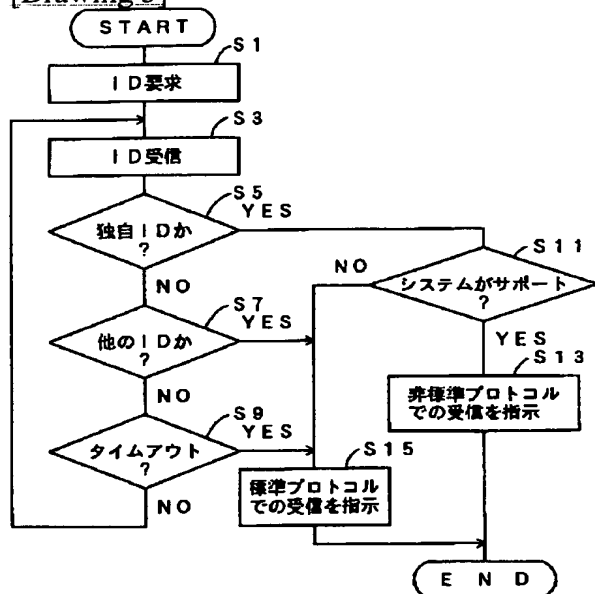 [Drawing 3]
START
S1
ID要求
S3
ID受信
S5
YES
独自IDか
?
NO
S11
NO
システムがサポート
?
YES
S7
YES
他のIDか
?
NO
S13
非標準プロトコル
での受信を指示
S9
YES
タイムアウト
?
NO
S15
標準プロトコル
での受信を指示
END